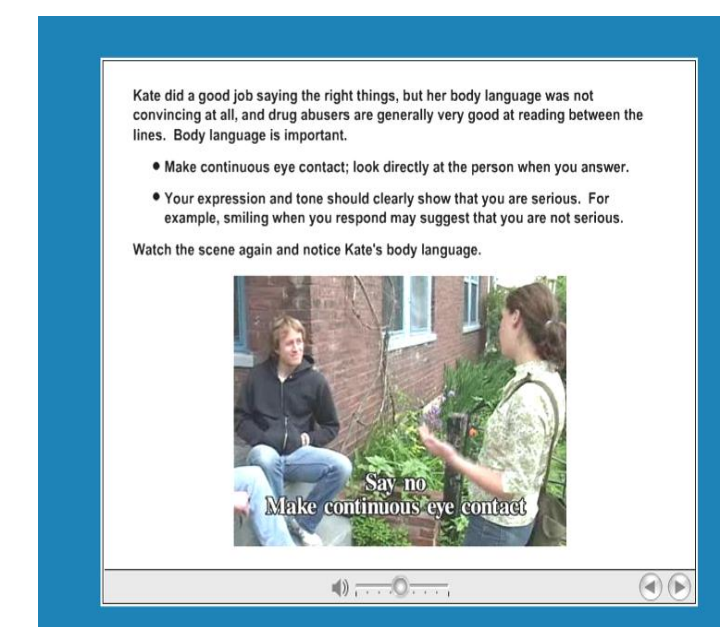 Kate did a good job saying the right things, but her body language was not
convincing at all, and drug abusers are generally very good at reading between the
lines.  Body language is important.
● Make continuous eye contact; look directly at the person when you answer.
● Your expression and tone should clearly show that you are serious.  For
example, smiling when you respond may suggest that you are not serious.
Watch the scene again and notice Kate's body language.
Say no
Make continuous eye contact